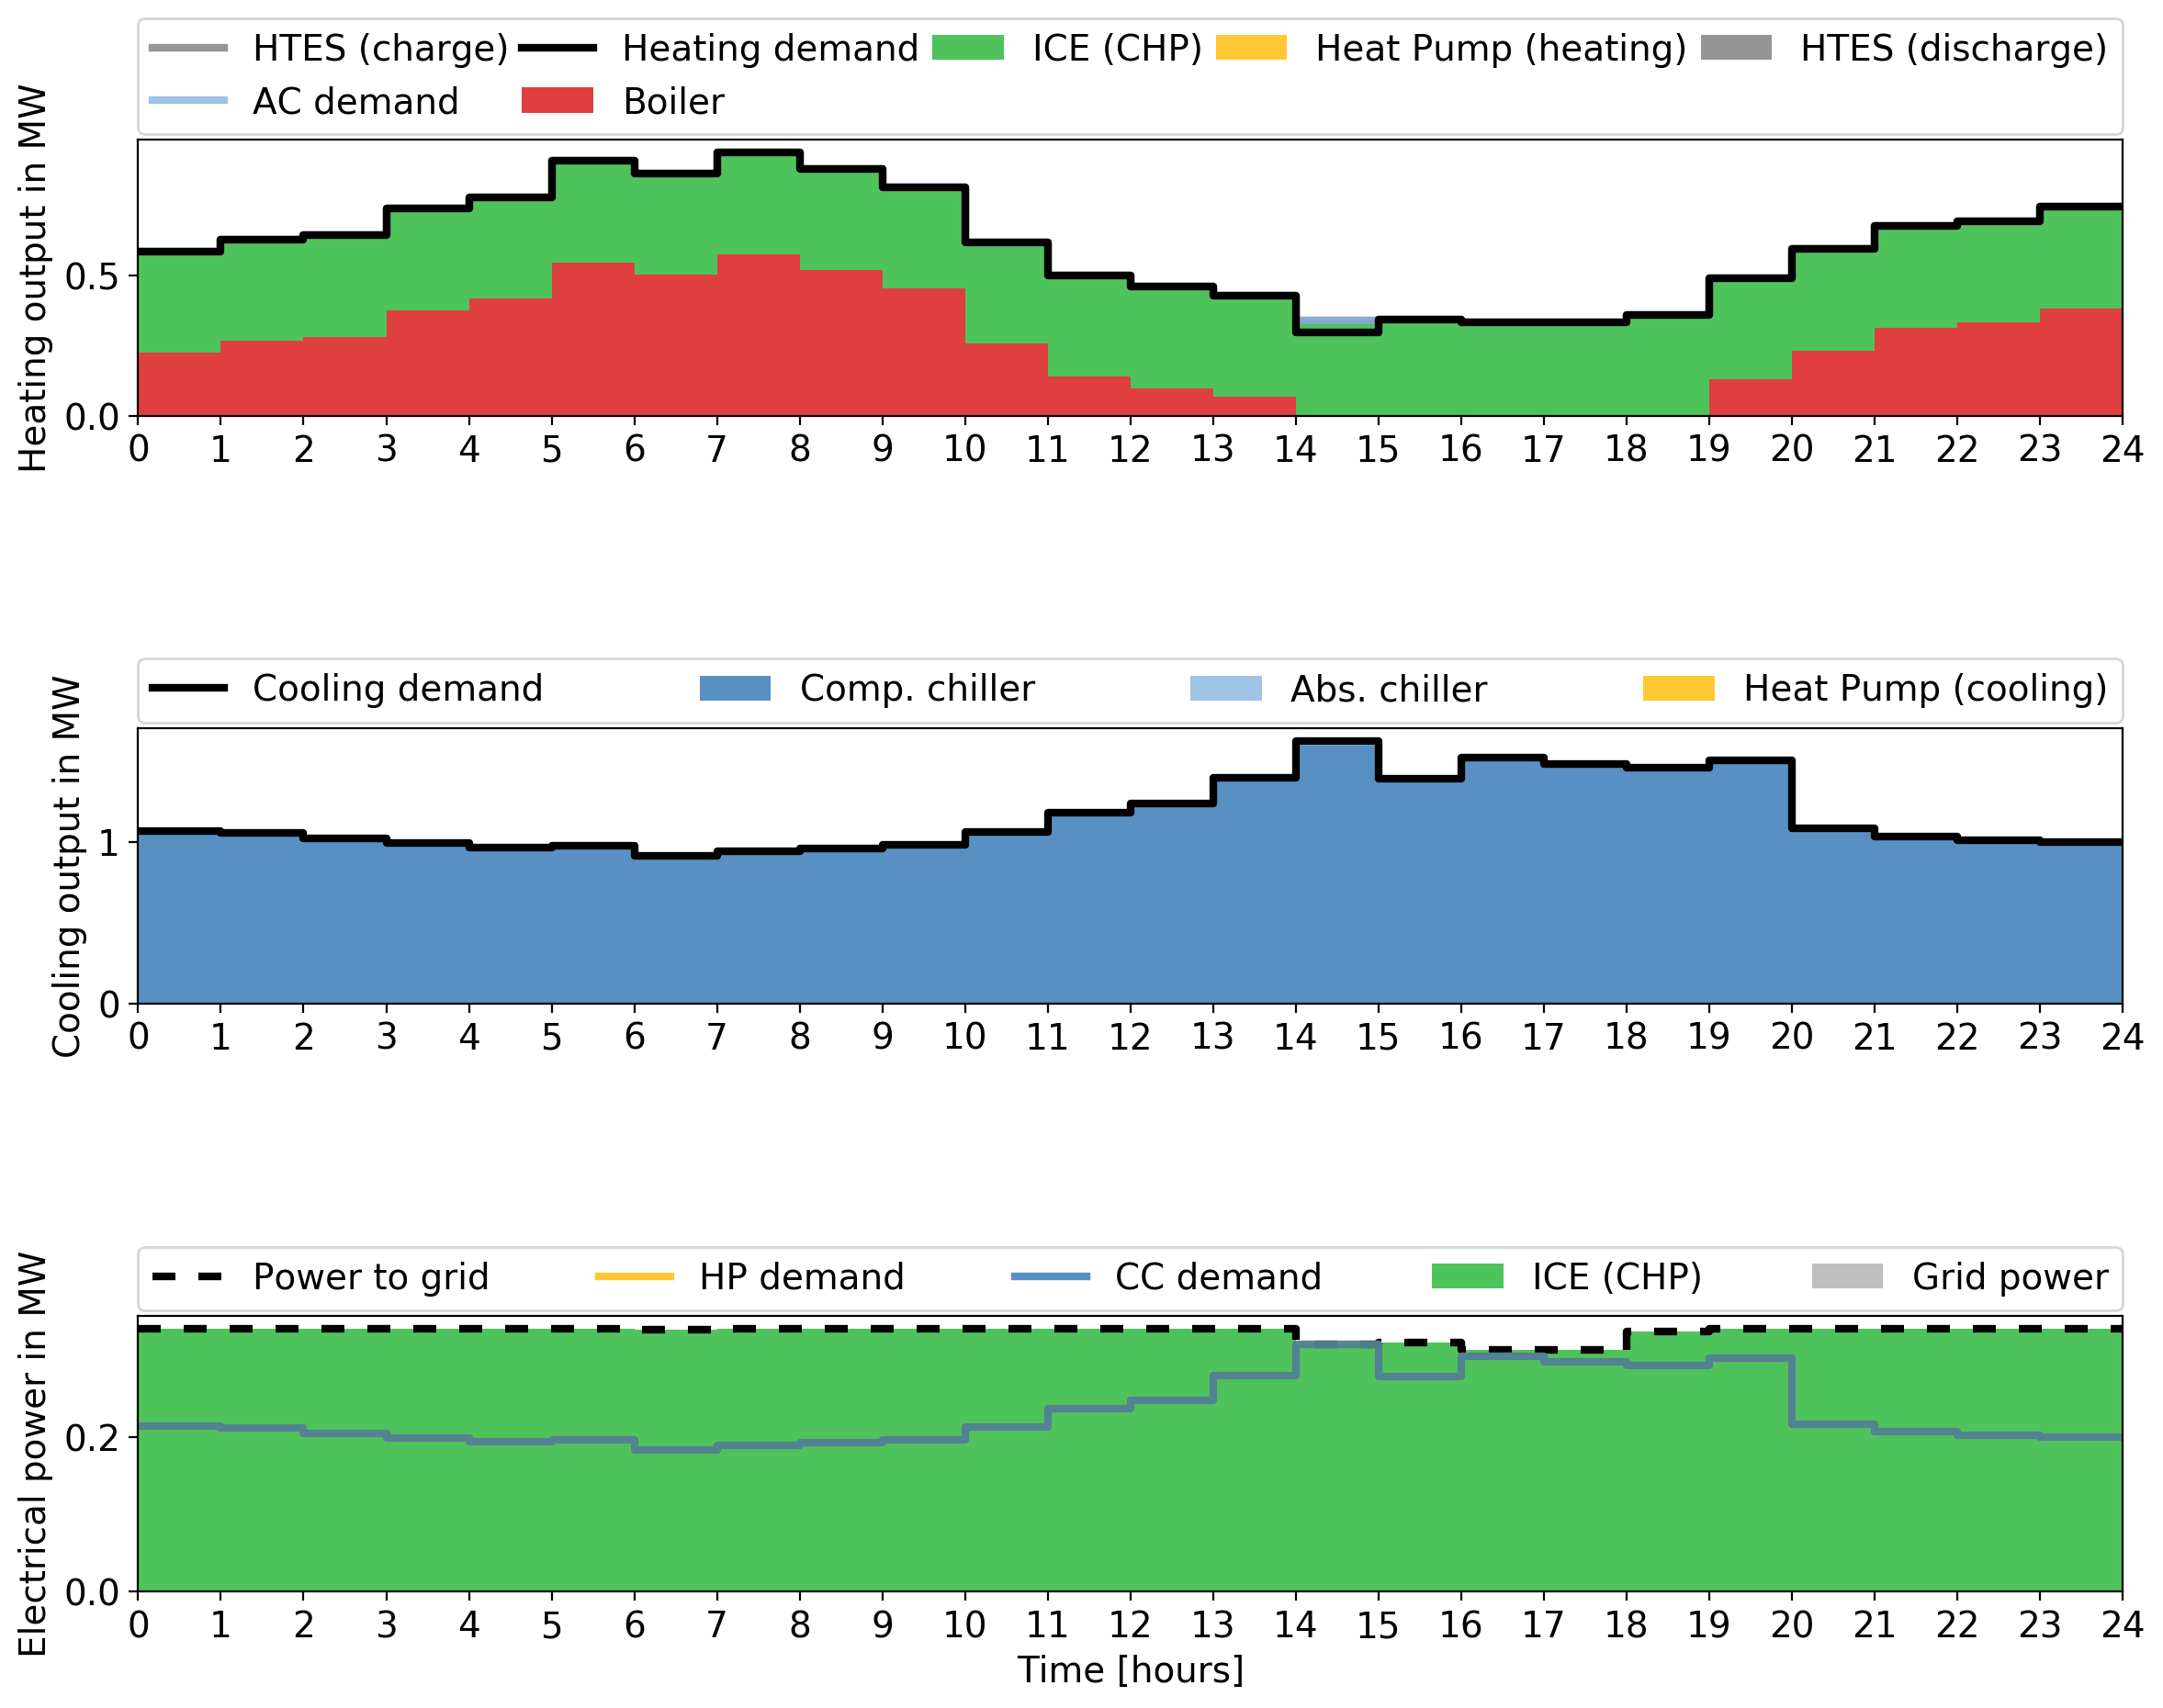 HTES (charge) Heating demand ICE (CHP) Heat Pump (heating) HTES (discharge)
AC demand Boiler
Heating output in MW
0.5
0.0
0 1 2 3 4 5 6 7 8 9 10 11 12 13 14 15 16 17 18 19 20 21 22 23 24
Cooling demand Comp. chiller Abs. chiller Heat Pump (cooling)
Cooling output in MW
1
0
0 1 2 3 4 5 6 7 8 9 10 11 12 13 14 15 16 17 18 19 20 21 22 23 24
Power to grid HP demand CC demand ICE (CHP) Grid power
Electrical power in MW
0.2
0.0
0 1 2 3 4 5 6 7 8 9 10 11 12 13 14 15 16 17 18 19 20 21 22 23 24
Time [hours]